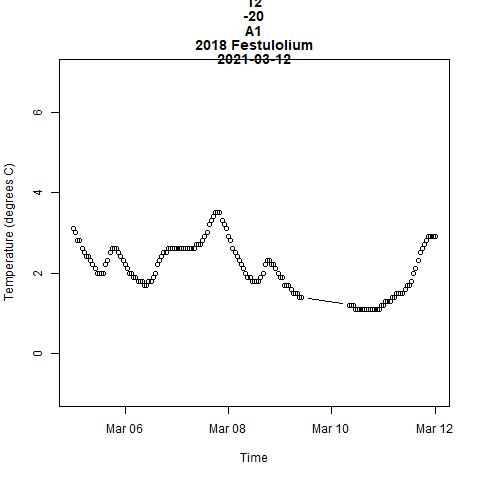 12
-20
A1
2018 Festulolium
2021-03-12
6
4
2
0
Temperature (degrees C)
Mar 06
Mar 08
Mar 10
Mar 12
Time